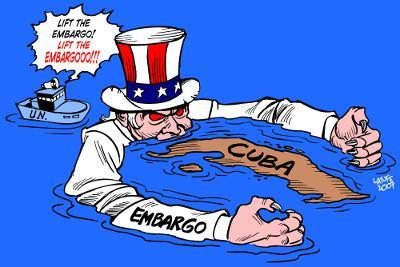 LIFT THE
EMBARGO!
LIFT THE
EMBARGOOO!!!
U.N.
CUBA
EMBARGO
LATUFF
2007